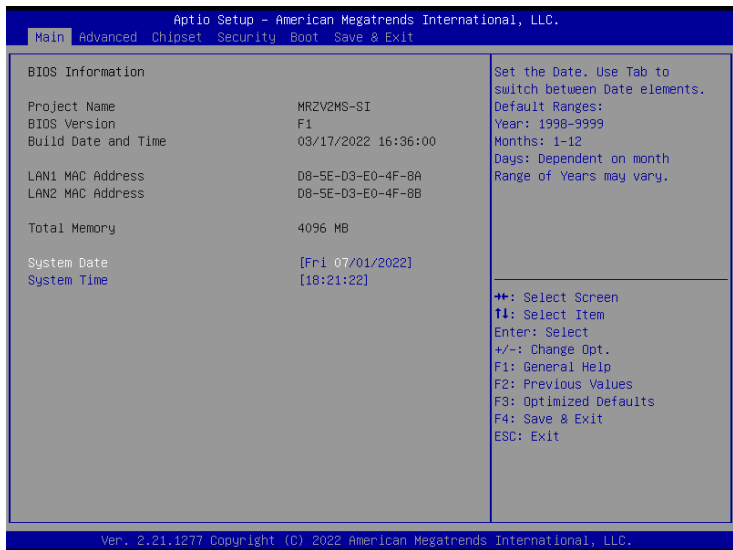 Aptio Setup – American Megatrends International, LLC.
Main Advanced Chipset Security Boot Save & Exit
BIOS Information
Project Name MRZV2MS-SI
BIOS Version F1
Build Date and Time 03/17/2022 16:36:00
LAN1 MAC Address D8-5E-D3-E0-4F-8A
LAN2 MAC Address D8-5E-D3-E0-4F-8B
Total Memory 4096 MB
System Date [Fri 07/01/2022]
System Time [18:21:22]
Set the Date. Use Tab to
switch between Date elements.
Default Ranges:
Year: 1998-9999
Months: 1-12
Days: Dependent on month
Range of Years may vary.
→←: Select Screen
↑↓: Select Item
Enter: Select
+/-: Change Opt.
F1: General Help
F2: Previous Values
F3: Optimized Defaults
F4: Save & Exit
ESC: Exit
Ver. 2.21.1277 Copyright (C) 2022 American Megatrends International, LLC.